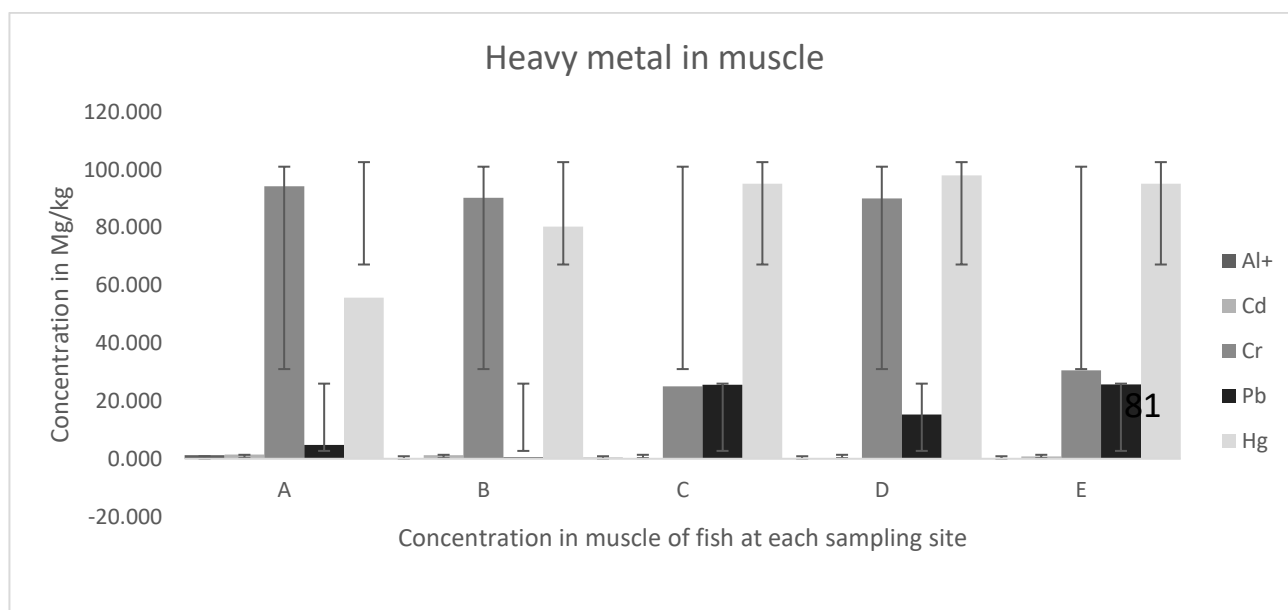 Heavy metal in muscle
120.000
100.000
80.000
60.000
40.000
20.000
0.000
-20.000
Concentration in Mg/kg
A B C D E
Concentration in muscle of fish at each sampling site
Al+
Cd
Cr
Pb
Hg
81